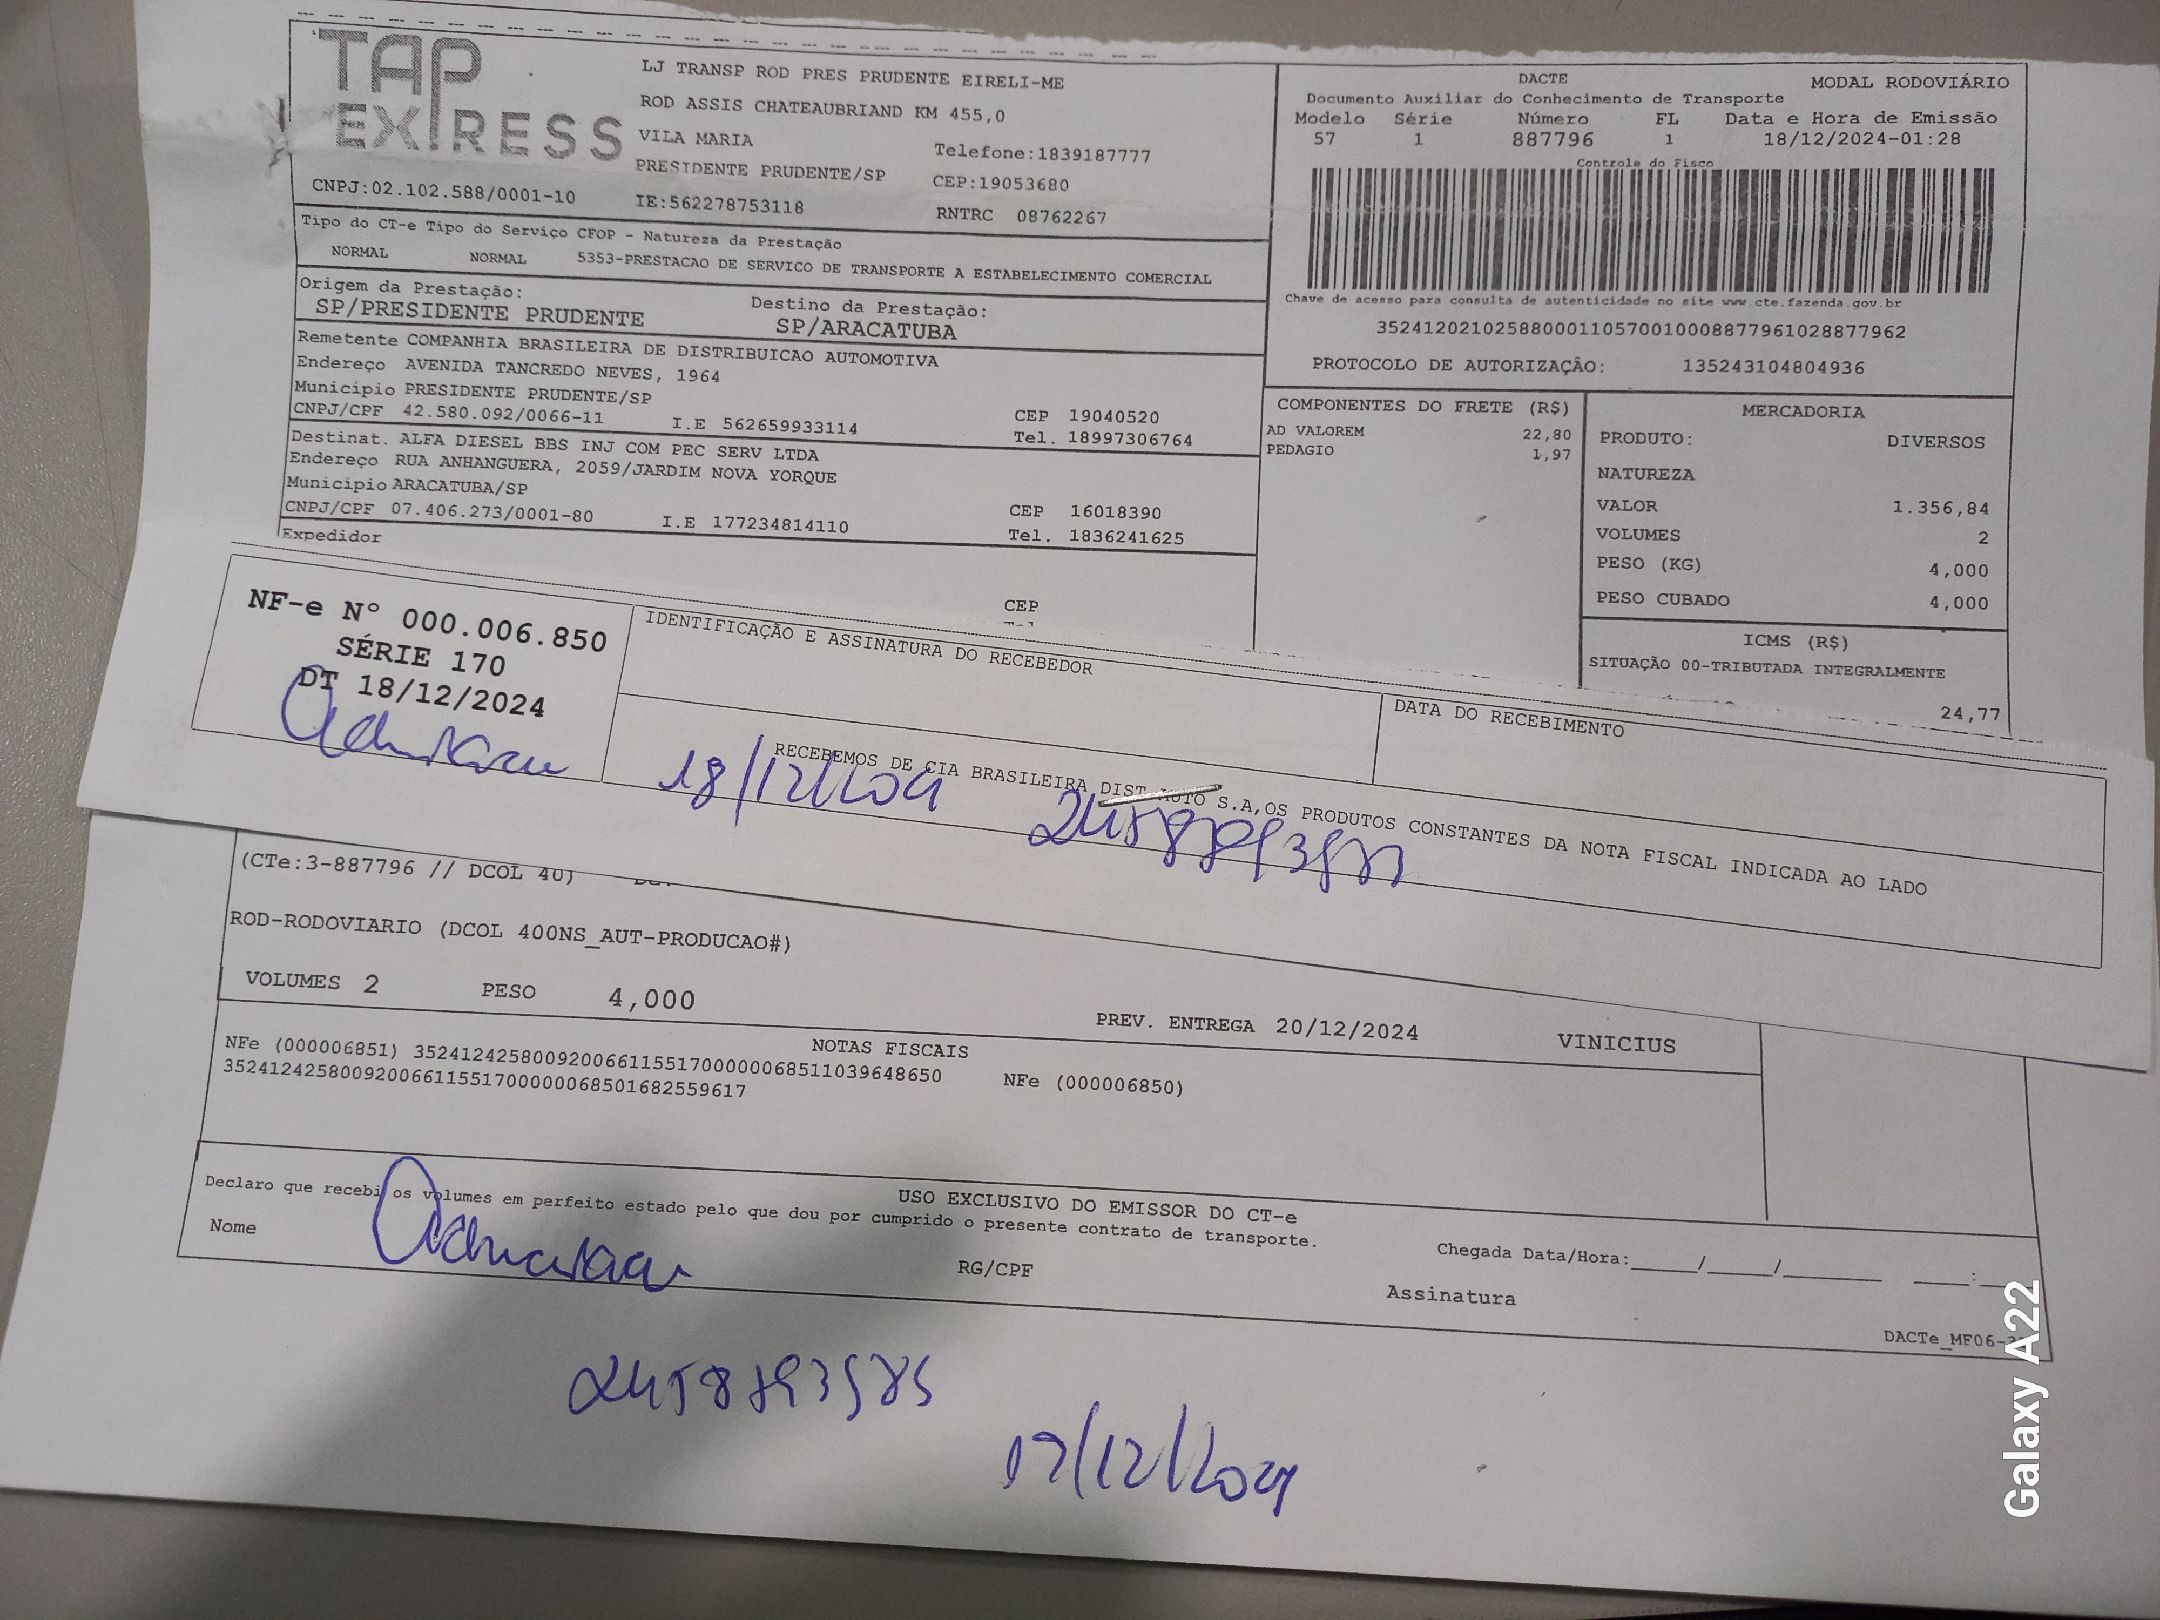 TAP EXPRESS
LJ TRANSP ROD PRES PRUDENTE EIRELI-ME
ROD ASSIS CHATEAUBRIAND KM 455,0
VILA MARIA Telefone:1839187777
PRESIDENTE PRUDENTE/SP CEP:19053680
CNPJ:02.102.588/0001-10 IE:562278753118 RNTRC 08762267
Tipo do CT-e Tipo do Serviço CFOP - Natureza da Prestação
NORMAL NORMAL 5353-PRESTACAO DE SERVICO DE TRANSPORTE A ESTABELECIMENTO COMERCIAL
Origem da Prestação: Destino da Prestação:
SP/PRESIDENTE PRUDENTE SP/ARACATUBA
Remetente COMPANHIA BRASILEIRA DE DISTRIBUICAO AUTOMOTIVA
Endereço AVENIDA TANCREDO NEVES, 1964
Município PRESIDENTE PRUDENTE/SP CEP 19040520
CNPJ/CPF 42.580.092/0066-11 I.E 562659933114 Tel. 18997306764
Destinat. ALFA DIESEL BBS INJ COM PEC SERV LTDA
Endereço RUA ANHANGUERA, 2059/JARDIM NOVA YORQUE
Município ARACATUBA/SP CEP 16018390
CNPJ/CPF 07.406.273/0001-80 I.E 177234814110 Tel. 1836241625
Expedidor
CEP
DACTE MODAL RODOVIÁRIO
Documento Auxiliar do Conhecimento de Transporte
Modelo Série Número FL Data e Hora de Emissão
57 1 887796 1 18/12/2024-01:28
Controle do Fisco
Chave de acesso para consulta de autenticidade no site www.cte.fazenda.gov.br
35241202102588000110570010008877961028877962
PROTOCOLO DE AUTORIZAÇÃO: 135243104804936
COMPONENTES DO FRETE (R$)
AD VALOREM 22,80
PEDAGIO 1,97
MERCADORIA
PRODUTO: DIVERSOS
NATUREZA
VALOR 1.356,84
VOLUMES 2
PESO (KG) 4,000
PESO CUBADO 4,000
ICMS (R$)
SITUAÇÃO 00-TRIBUTADA INTEGRALMENTE
24,77
NF-e Nº 000.006.850
SÉRIE 170
DT 18/12/2024
IDENTIFICAÇÃO E ASSINATURA DO RECEBEDOR
DATA DO RECEBIMENTO
RECEBEMOS DE CIA BRASILEIRA DIST AUTO S.A,OS PRODUTOS CONSTANTES DA NOTA FISCAL INDICADA AO LADO
(CTe:3-887796 // DCOL 40)
ROD-RODOVIARIO (DCOL 400NS_AUT-PRODUCAO#)
VOLUMES 2 PESO 4,000 PREV. ENTREGA 20/12/2024 VINICIUS
NOTAS FISCAIS
NFe (000006851) 35241242580092006611551700000068511039648650 NFe (000006850)
35241242580092006611551700000068501682559617
USO EXCLUSIVO DO EMISSOR DO CT-e
Declaro que recebi os volumes em perfeito estado pelo que dou por cumprido o presente contrato de transporte.
Nome RG/CPF Chegada Data/Hora:_____/_____/_______ ____:
Assinatura
DACTe_MF06-
Galaxy A22